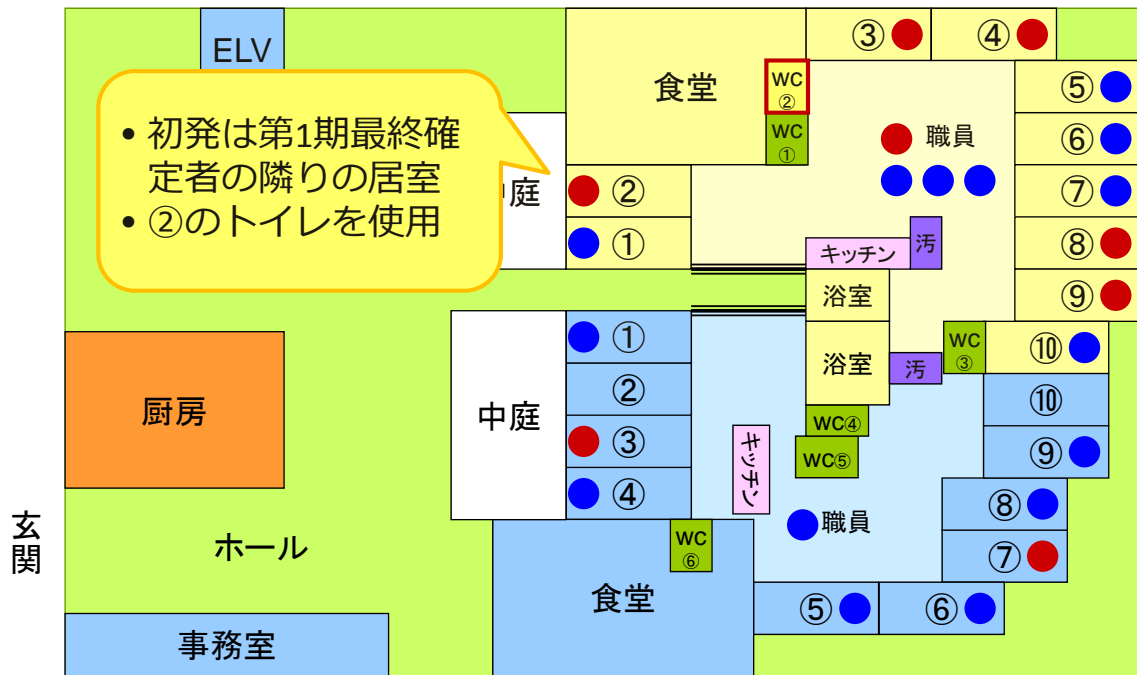 ELV
• 初発は第1期最終確
定者の隣りの居室
• ②のトイレを使用
中庭
食堂
WC
②
WC
①
③
④
⑤
⑥
⑦
⑧
⑨
⑩
②
①
職員
キッチン
汚
浴室
浴室
汚
WC
③
①
②
③
④
中庭
厨房
キッチン
WC④
WC⑤
⑩
⑨
⑧
⑦
職員
WC
⑥
食堂
⑤
⑥
玄関
ホール
事務室